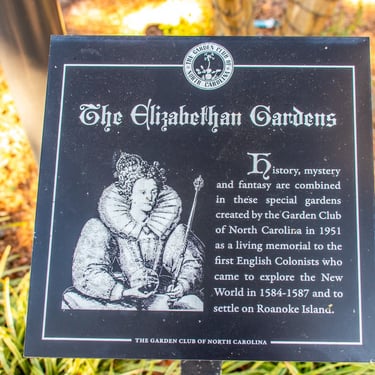 THE GARDEN CLUB OF
NORTH CAROLINA
The Elizabethan Gardens
History, mystery
and fantasy are combined
in these special gardens
created by the Garden Club
of North Carolina in 1951
as a living memorial to the
first English Colonists who
came to explore the New
World in 1584-1587 and to
settle on Roanoke Island.
THE GARDEN CLUB OF NORTH CAROLINA